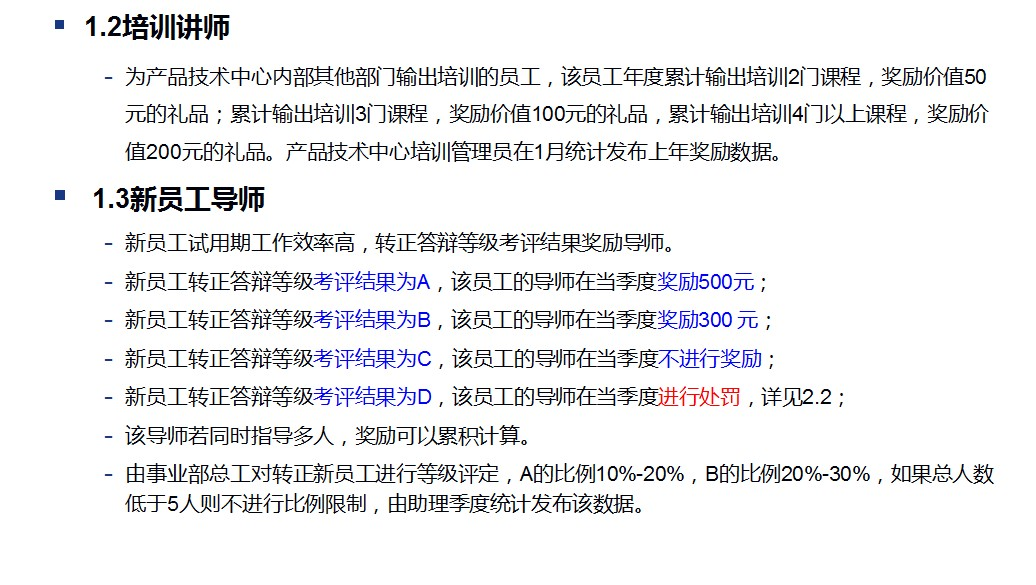 1.2培训讲师
- 为产品技术中心内部其他部门输出培训的员工，该员工年度累计输出培训2门课程，奖励价值50
元的礼品；累计输出培训3门课程，奖励价值100元的礼品，累计输出培训4门以上课程，奖励价
值200元的礼品。产品技术中心培训管理员在1月统计发布上年奖励数据。
1.3新员工导师
- 新员工试用期工作效率高，转正答辩等级考评结果奖励导师。
- 新员工转正答辩等级考评结果为A，该员工的导师在当季度奖励500元；
- 新员工转正答辩等级考评结果为B，该员工的导师在当季度奖励300 元；
- 新员工转正答辩等级考评结果为C，该员工的导师在当季度不进行奖励；
- 新员工转正答辩等级考评结果为D，该员工的导师在当季度进行处罚，详见2.2；
- 该导师若同时指导多人，奖励可以累积计算。
- 由事业部总工对转正新员工进行等级评定，A的比例10%-20%，B的比例20%-30%，如果总人数
低于5人则不进行比例限制，由助理季度统计发布该数据。